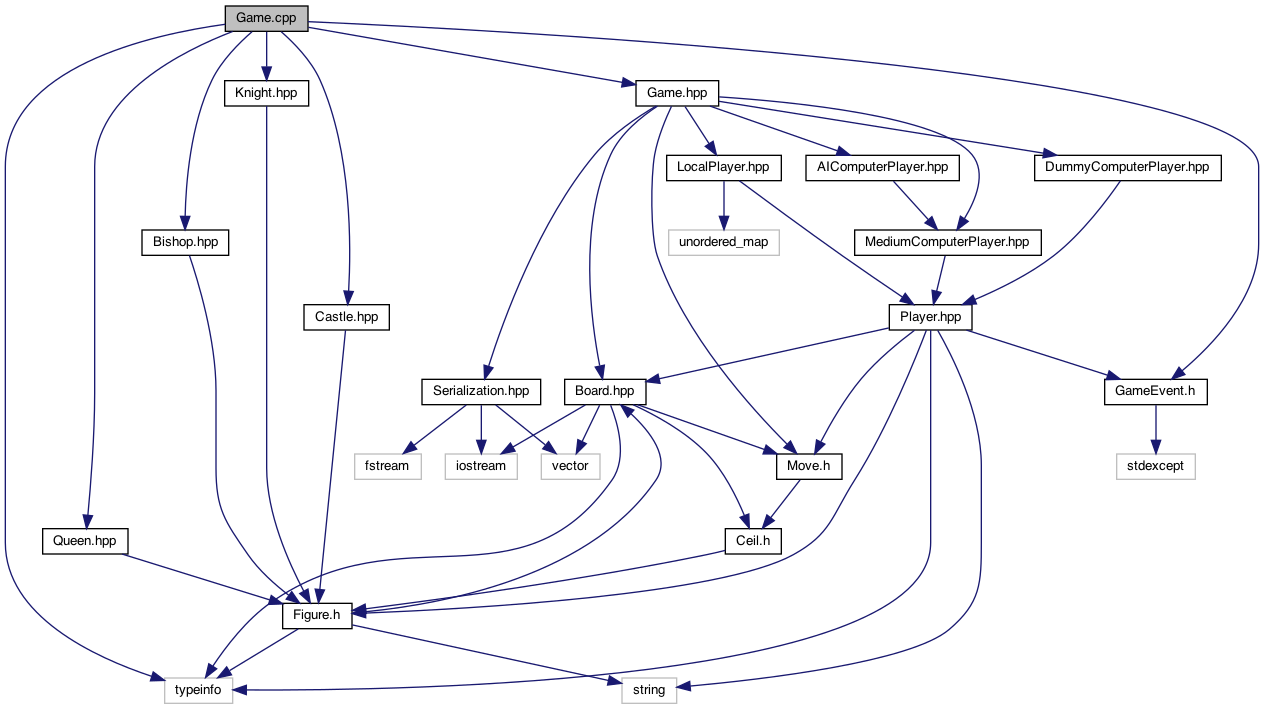 Game.cpp
Knight.hpp
Game.hpp
LocalPlayer.hpp
AIComputerPlayer.hpp
DummyComputerPlayer.hpp
Bishop.hpp
unordered_map
MediumComputerPlayer.hpp
Castle.hpp
Player.hpp
Serialization.hpp
Board.hpp
GameEvent.h
fstream
iostream
vector
Move.h
stdexcept
Queen.hpp
Ceil.h
Figure.h
typeinfo
string